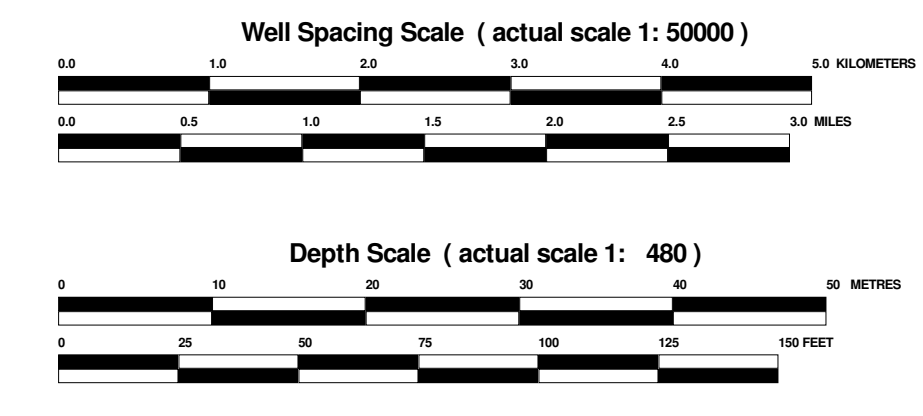 Well Spacing Scale ( actual scale 1: 50000 )
0.0 1.0 2.0 3.0 4.0 5.0 KILOMETERS
0.0 0.5 1.0 1.5 2.0 2.5 3.0 MILES
Depth Scale ( actual scale 1: 480 )
0 10 20 30 40 50 METRES
0 25 50 75 100 125 150 FEET